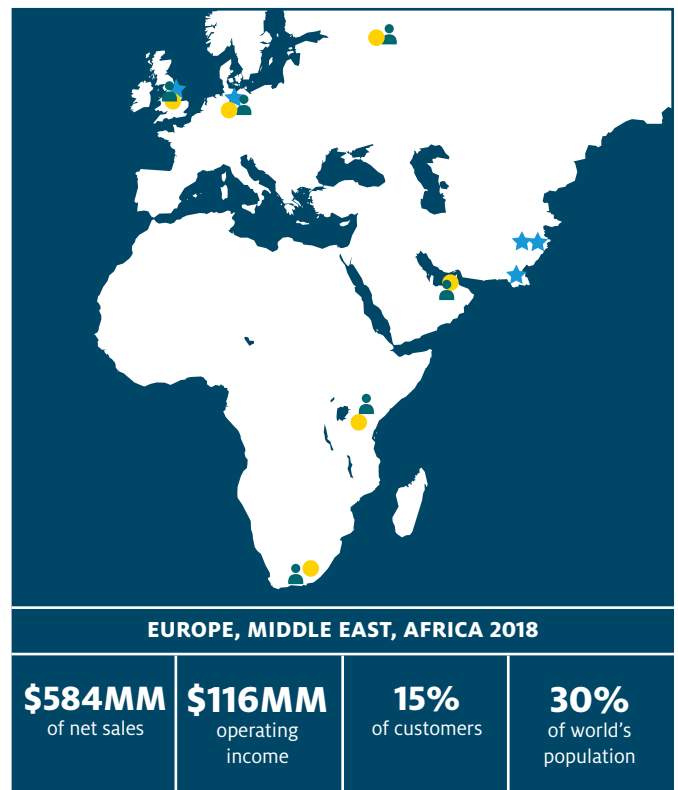 EUROPE, MIDDLE EAST, AFRICA 2018
$584MM
of net sales
$116MM
operating
income
15%
of customers
30%
of world's
population